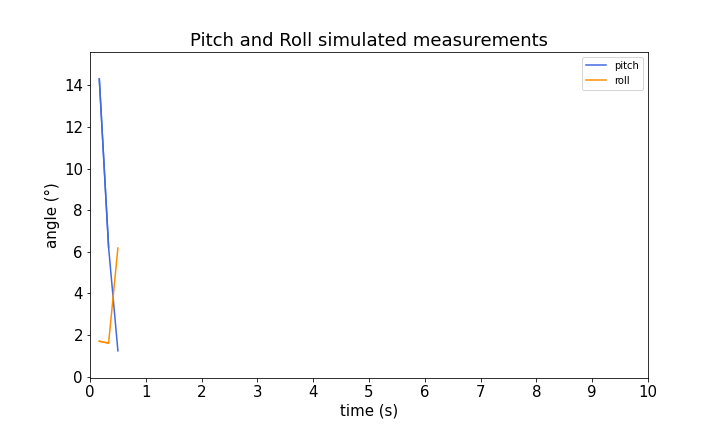 Pitch and Roll simulated measurements
pitch
roll
angle (°)
14
12
10
8
6
4
2
0
0 1 2 3 4 5 6 7 8 9 10
time (s)